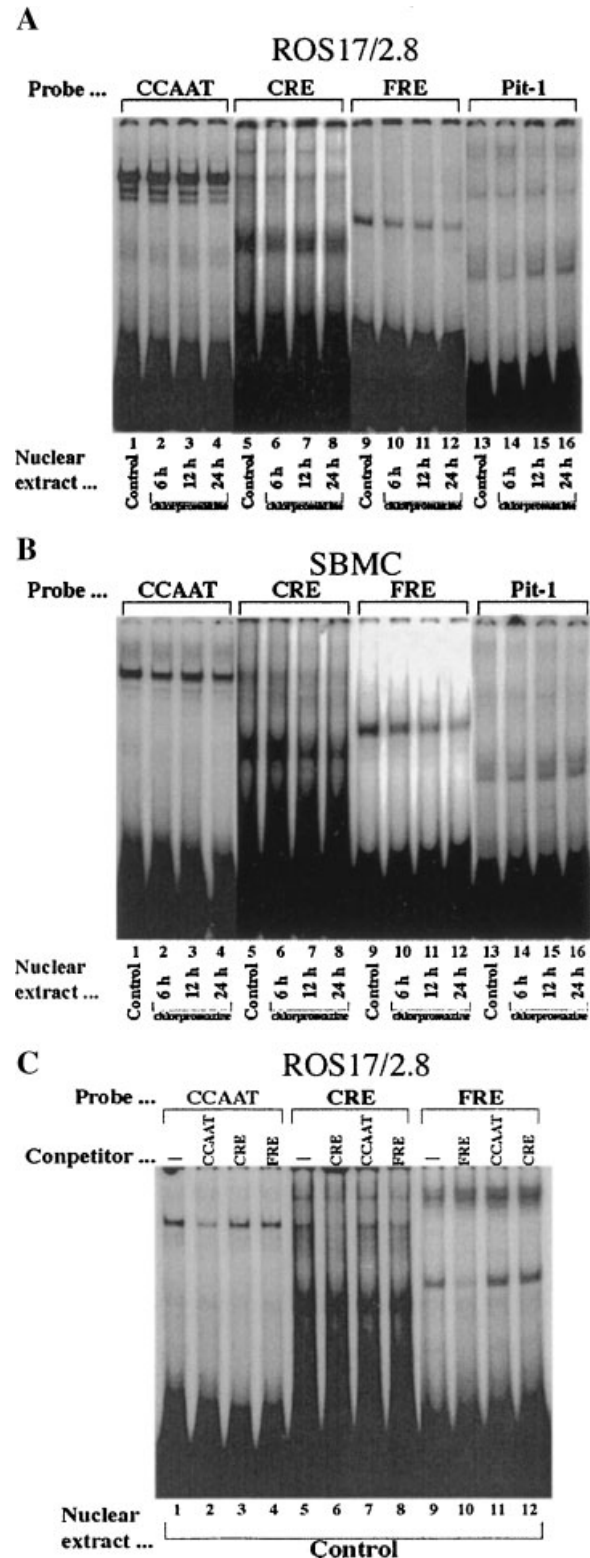 A
ROS17/2.8
Probe ... CCAAT CRE FRE Pit-1
1 2 3 4 5 6 7 8 9 10 11 12 13 14 15 16
Nuclear extract ...
Control 6 h 12 h 24 h Control 6 h 12 h 24 h Control 6 h 12 h 24 h Control 6 h 12 h 24 h
chlorpromazine chlorpromazine chlorpromazine chlorpromazine
B
SBMC
Probe ... CCAAT CRE FRE Pit-1
1 2 3 4 5 6 7 8 9 10 11 12 13 14 15 16
Nuclear extract ...
Control 6 h 12 h 24 h Control 6 h 12 h 24 h Control 6 h 12 h 24 h Control 6 h 12 h 24 h
chlorpromazine chlorpromazine chlorpromazine chlorpromazine
C
ROS17/2.8
Probe ... CCAAT CRE FRE
Conpetitor ... — CCAAT CRE FRE — CRE CCAAT FRE — FRE CCAAT CRE
1 2 3 4 5 6 7 8 9 10 11 12
Nuclear extract ...
Control